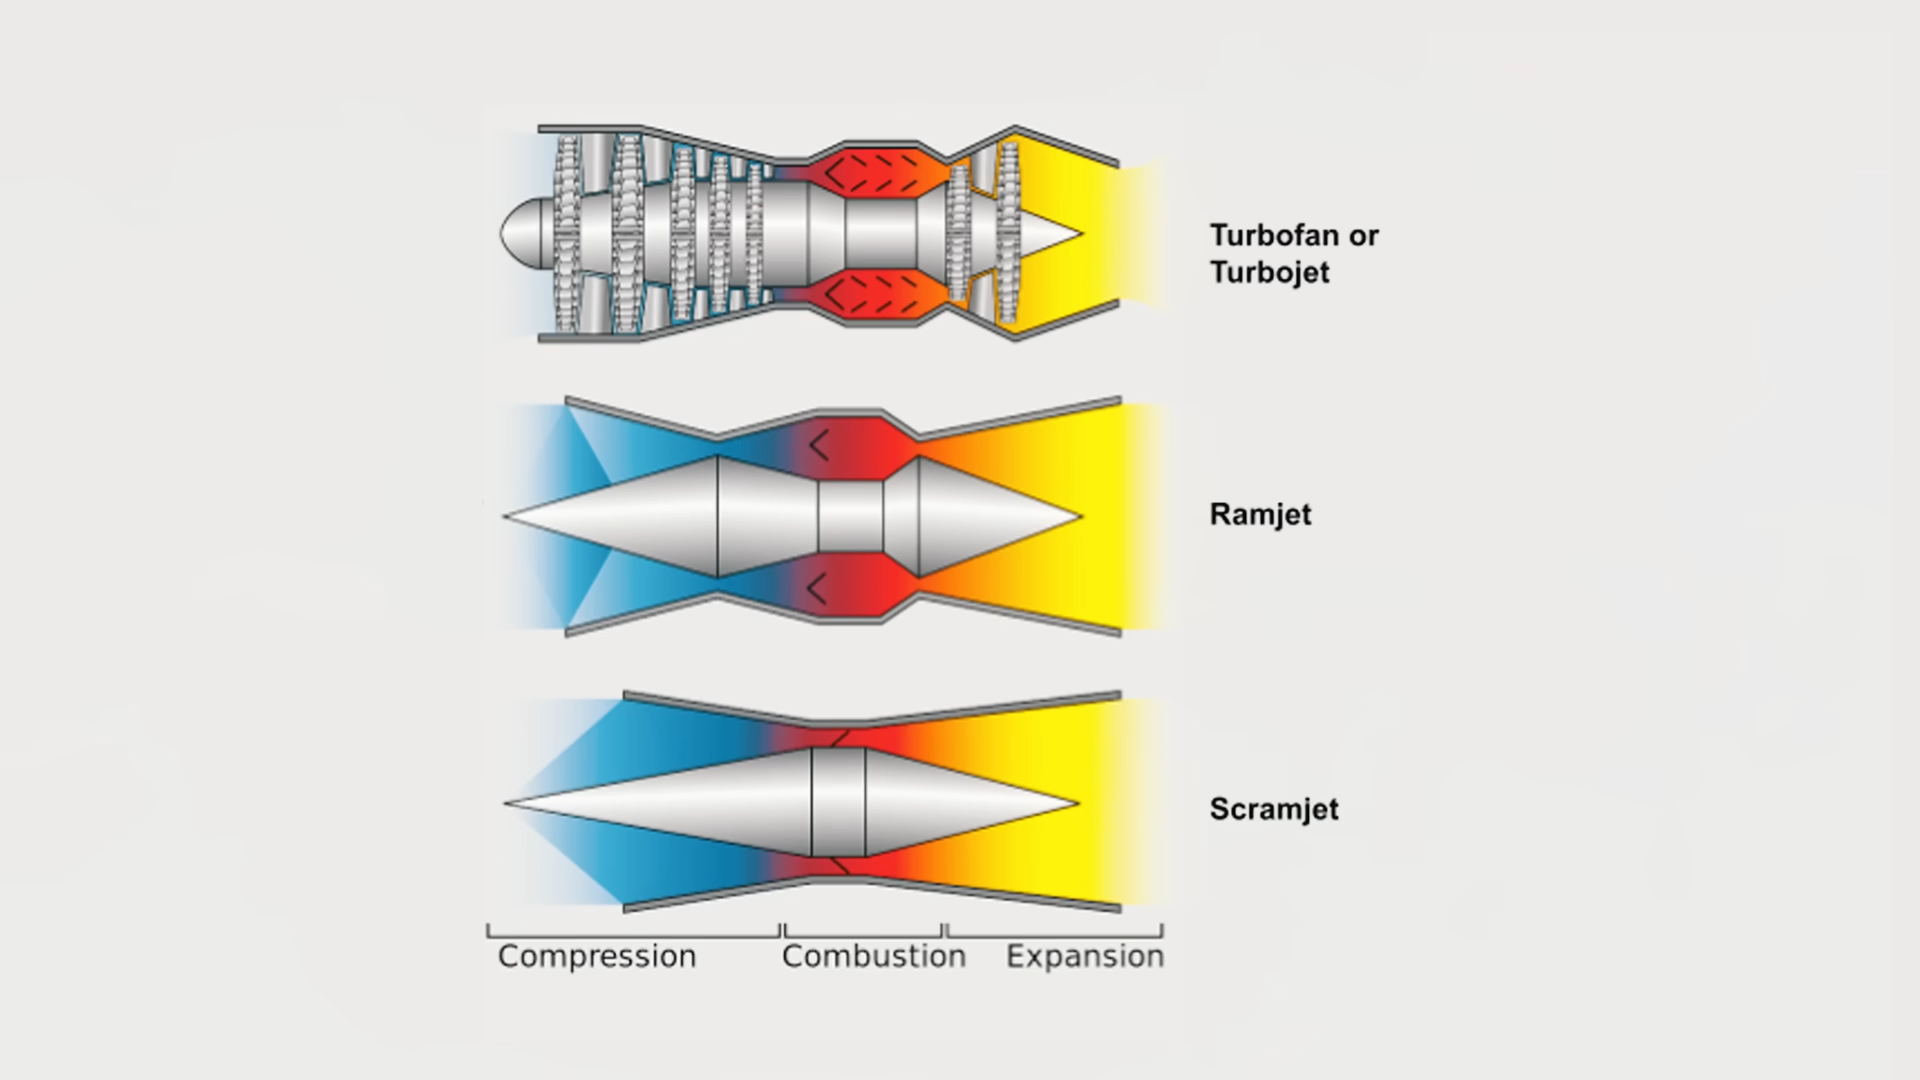 Turbofan or
Turbojet
Ramjet
Scramjet
Compression
Combustion
Expansion